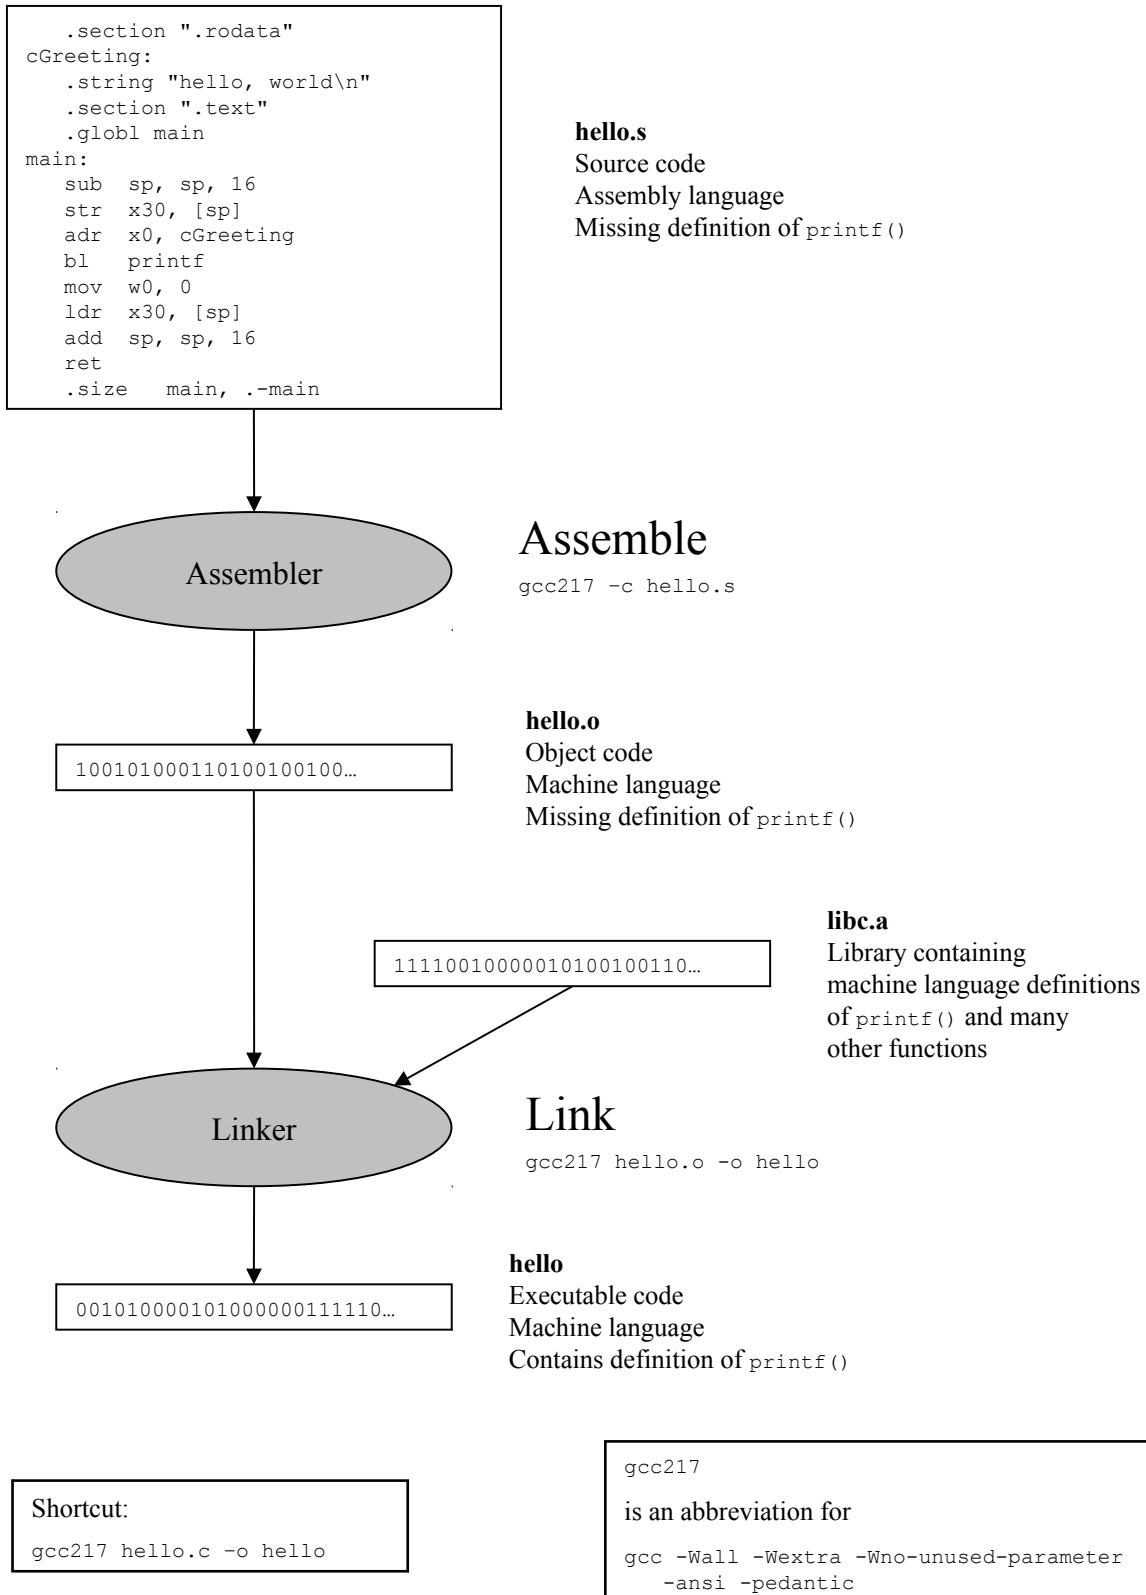 .section ".rodata"
cGreeting:
.string "hello, world\n"
.section ".text"
.globl main
main:
sub sp, sp, 16
str x30, [sp]
adr x0, cGreeting
bl printf
mov w0, 0
ldr x30, [sp]
add sp, sp, 16
ret
.size main, .-main
hello.s
Source code
Assembly language
Missing definition of printf()
Assembler
Assemble
gcc217 –c hello.s
hello.o
Object code
Machine language
Missing definition of printf()
100101000110100100100…
libc.a
Library containing
machine language definitions
of printf() and many
other functions
11110010000010100100110…
Linker
Link
gcc217 hello.o -o hello
hello
Executable code
Machine language
Contains definition of printf()
0010100001010000000111110…
Shortcut:
gcc217 hello.c –o hello
gcc217
is an abbreviation for
gcc -Wall -Wextra -Wno-unused-parameter
-ansi -pedantic